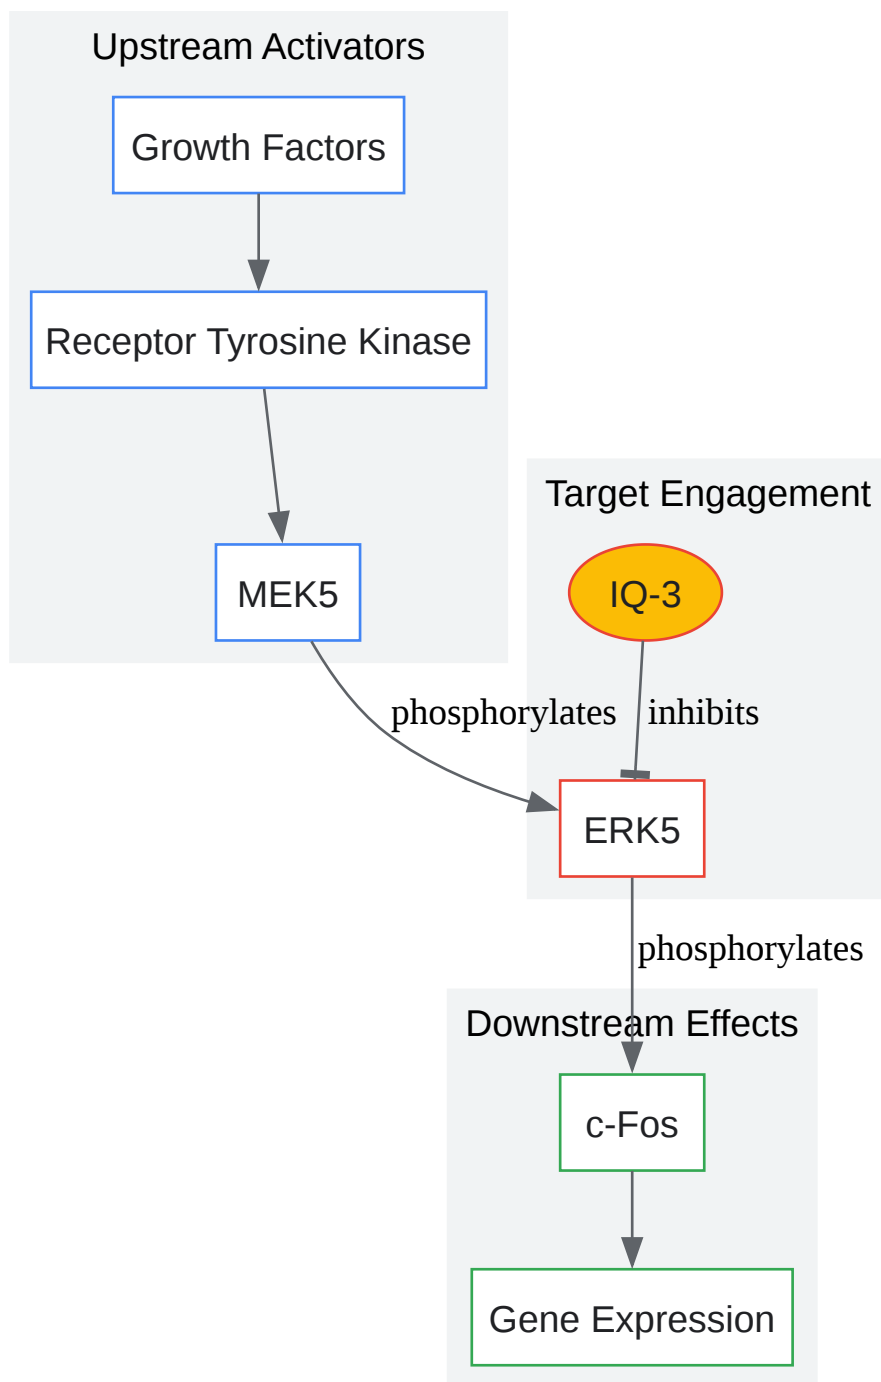 Upstream Activators
Growth Factors
Receptor Tyrosine Kinase
MEK5
Target Engagement
IQ-3
phosphorylates
inhibits
ERK5
phosphorylates
Downstream Effects
c-Fos
Gene Expression